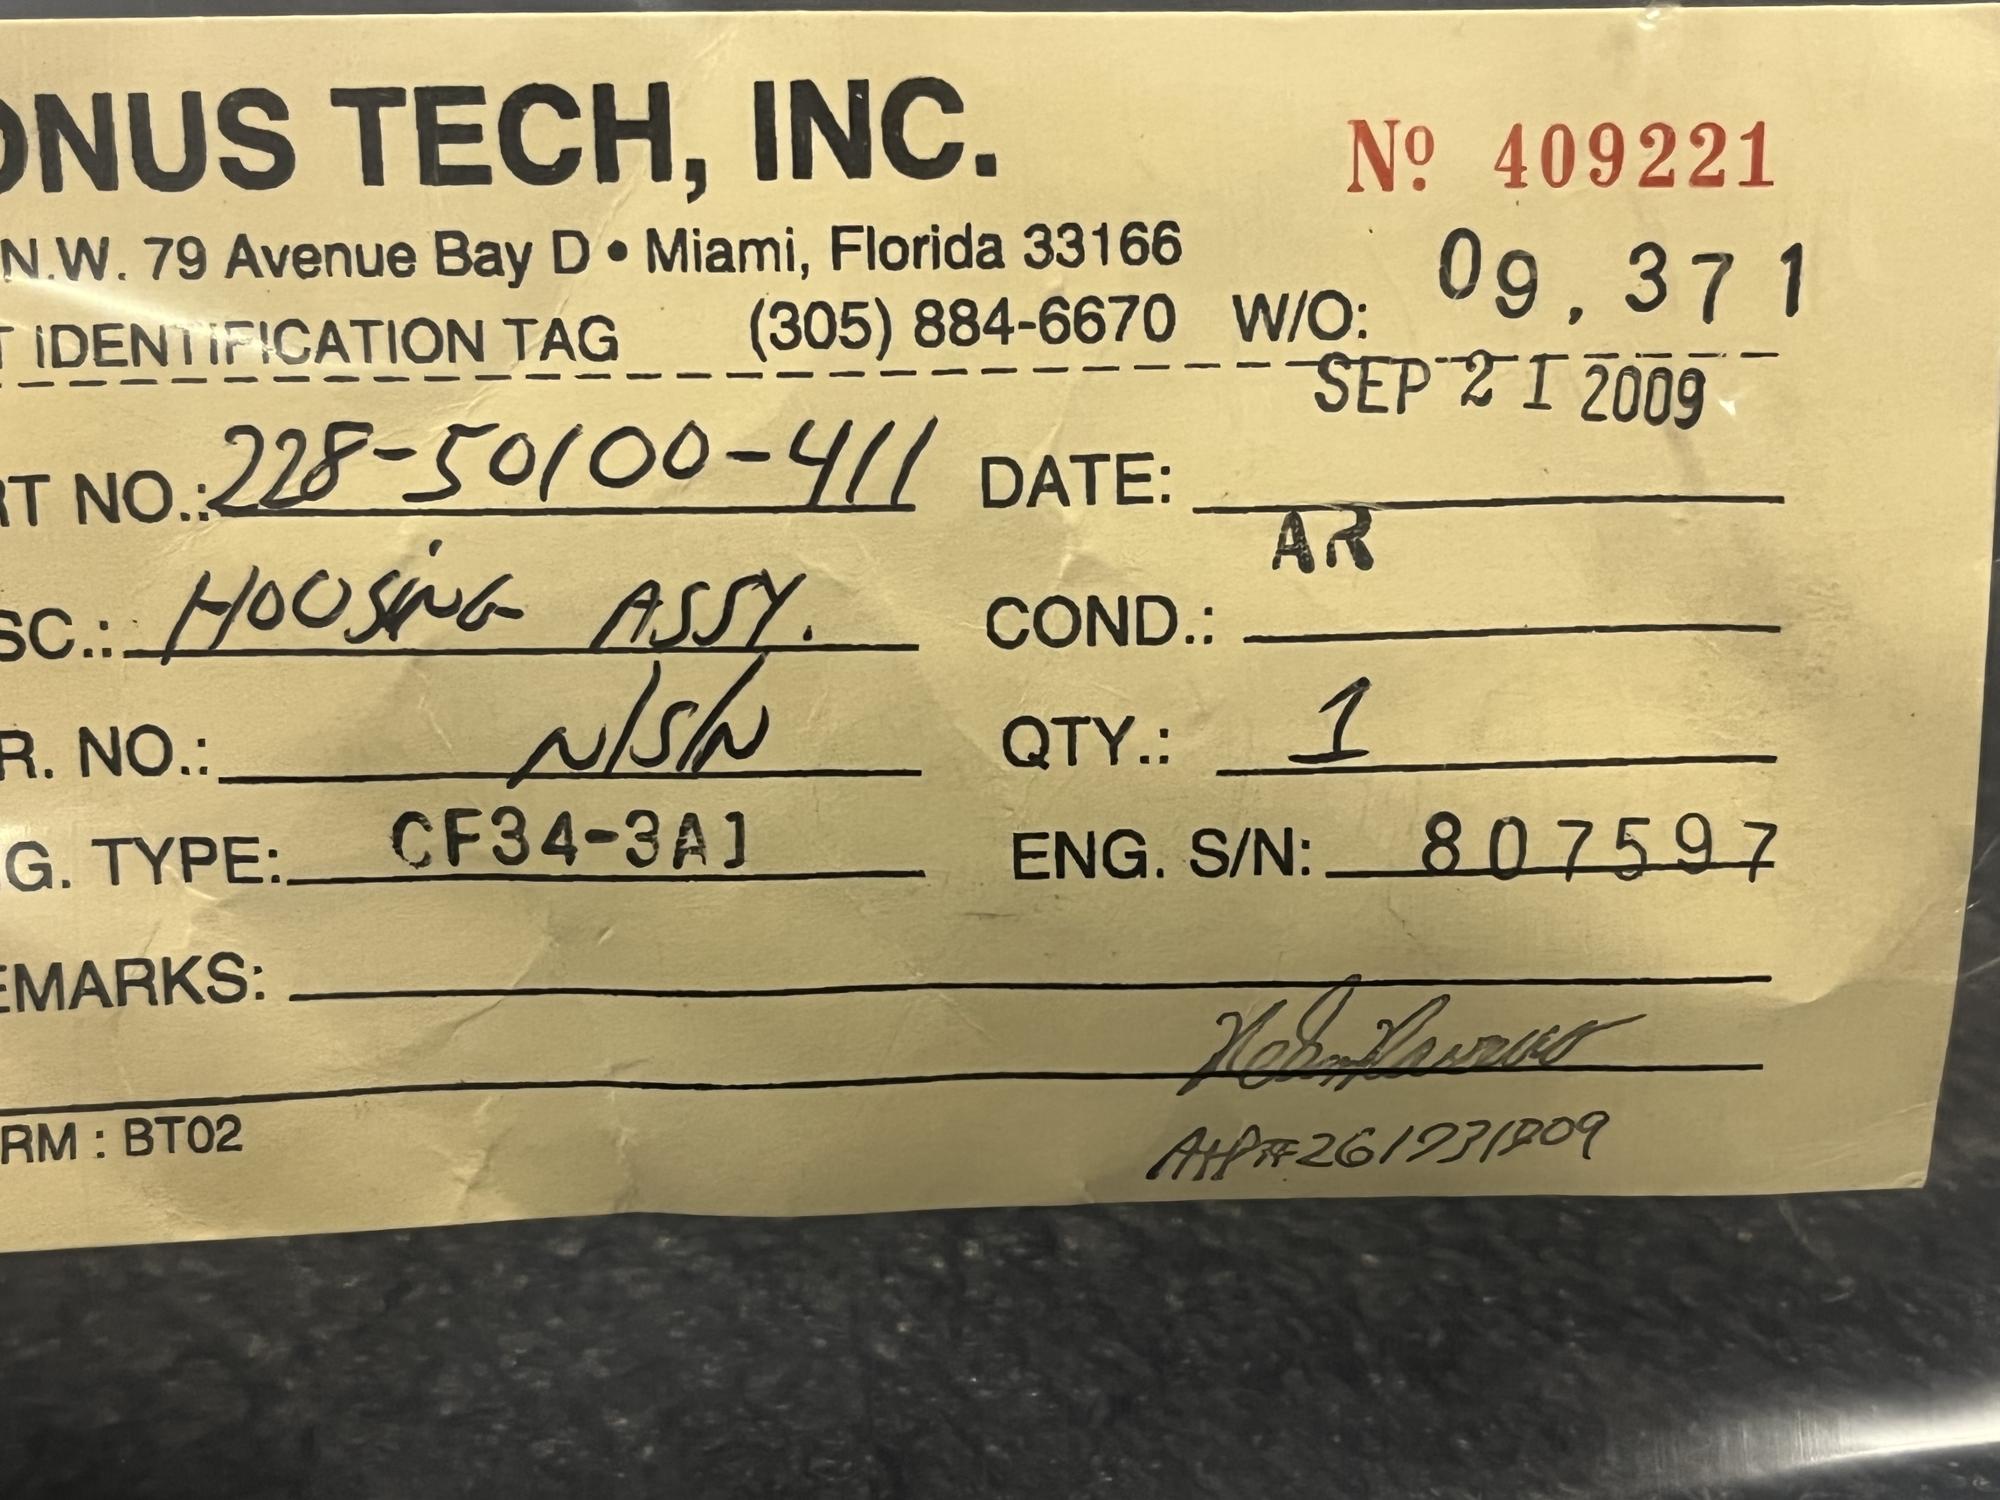 ONUS TECH, INC.
Nº 409221
N.W. 79 Avenue Bay D • Miami, Florida 33166
T IDENTIFICATION TAG (305) 884-6670 W/O: 09.371
RT NO.: 228-50100-411 DATE: SEP 21 2009
SC.: HOUSING ASSY. COND.: AR
R. NO.: N/S/N QTY.: 1
G. TYPE: CF34-3A1 ENG. S/N: 807597
EMARKS:
RM : BT02